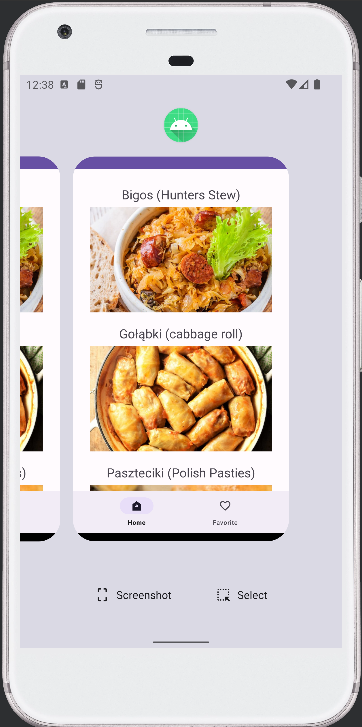 12:38
Bigos (Hunters Stew)
Gołąbki (cabbage roll)
s)
Paszteciki (Polish Pasties)
Home
Favorite
Screenshot
Select